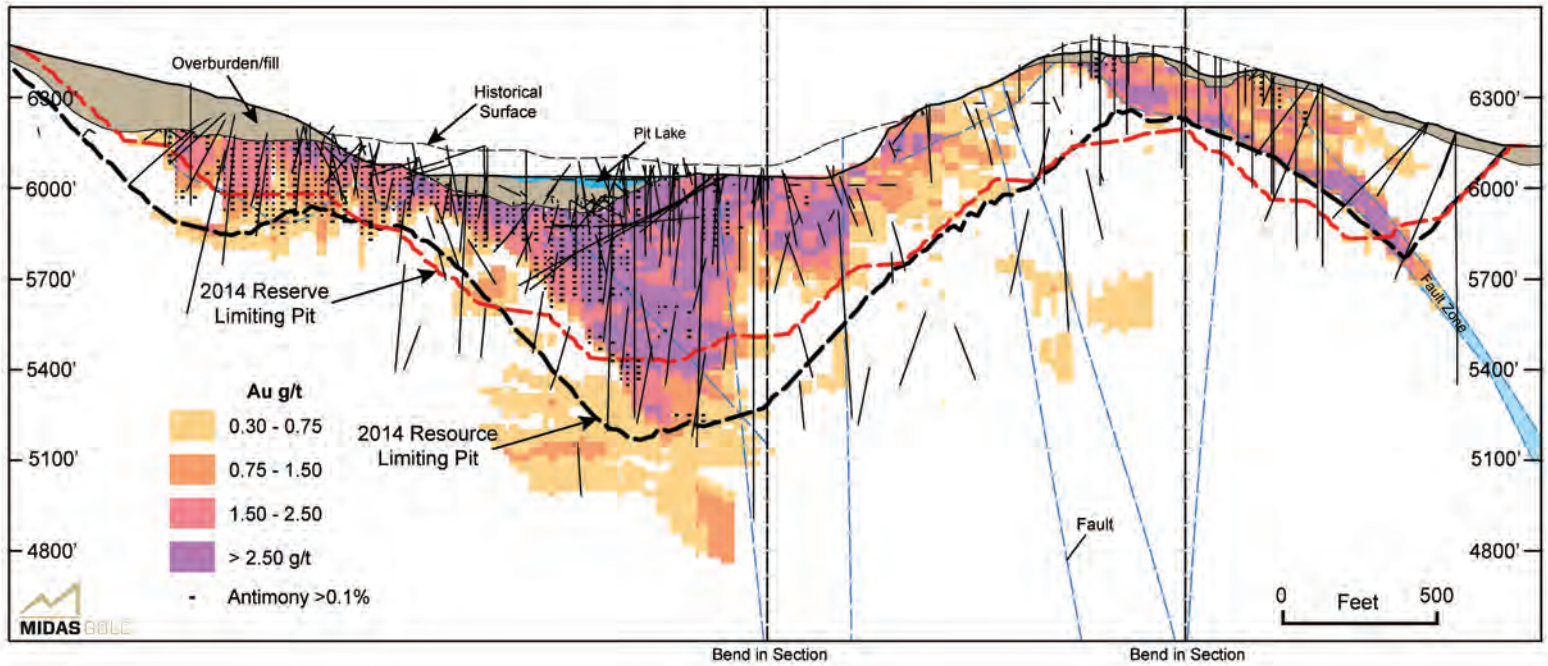 Overburden/fill
Historical
Surface
Pit Lake
6300'
6000'
5700'
5400'
5100'
4800'
6300'
6000'
5700'
5400'
5100'
4800'
2014 Reserve
Limiting Pit
2014 Resource
Limiting Pit
Fault Zone
Fault
Au g/t
0.30 - 0.75
0.75 - 1.50
1.50 - 2.50
> 2.50 g/t
Antimony >0.1%
MIDAS GOLD
0 Feet 500
Bend in Section
Bend in Section